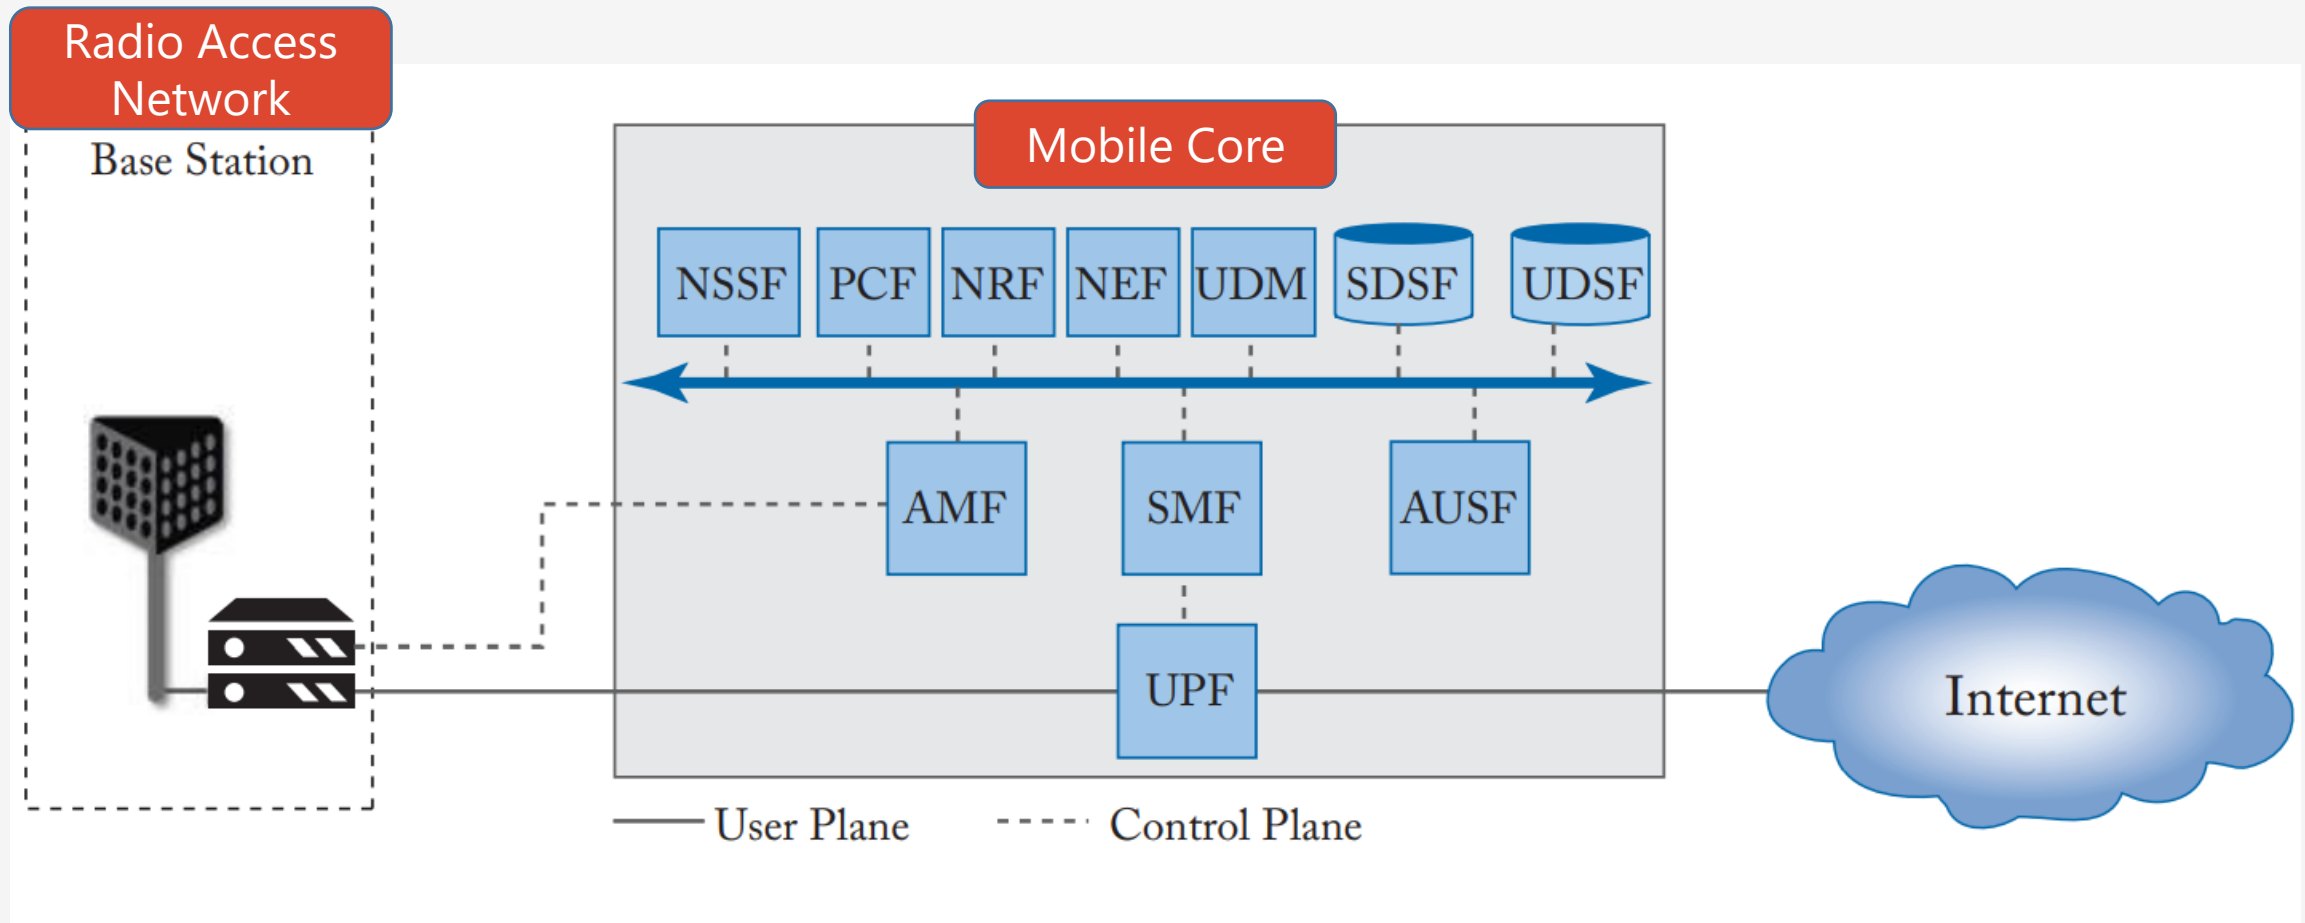 Radio Access
Network
Base Station
Mobile Core
NSSF PCF NRF NEF UDM SDSF UDSF
AMF SMF AUSF
UPF
Internet
User Plane Control Plane